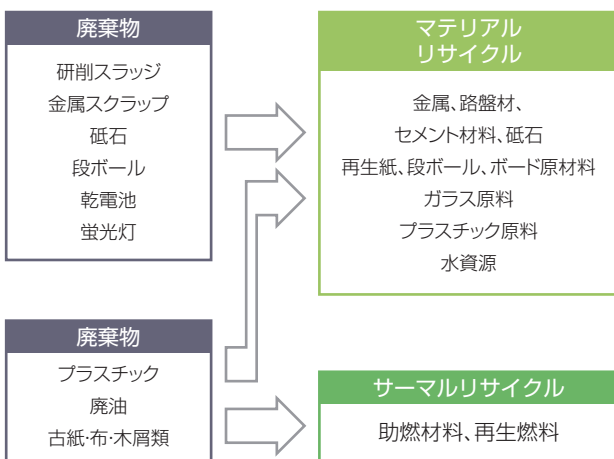 廃棄物
研削スラッジ
金属スクラップ
砥石
段ボール
乾電池
蛍光灯
マテリアル
リサイクル
金属、路盤材、
セメント材料、砥石
再生紙、段ボール、ボード原材料
ガラス原料
プラスチック原料
水資源
廃棄物
プラスチック
廃油
古紙・布・木屑類
サーマルリサイクル
助燃材料、再生燃料